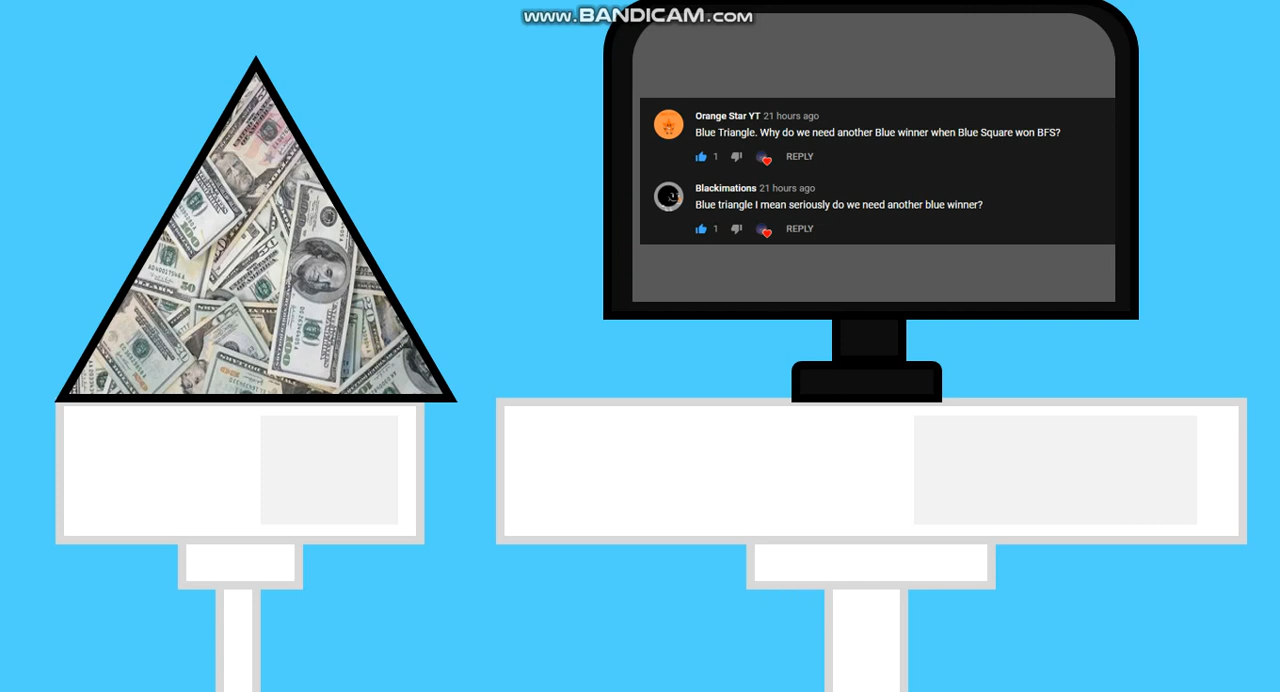 www.BANDICAM.com
Orange Star YT 21 hours ago
Blue Triangle. Why do we need another Blue winner when Blue Square won BFS?
1 REPLY
Blackimations 21 hours ago
Blue triangle I mean seriously do we need another blue winner?
1 REPLY